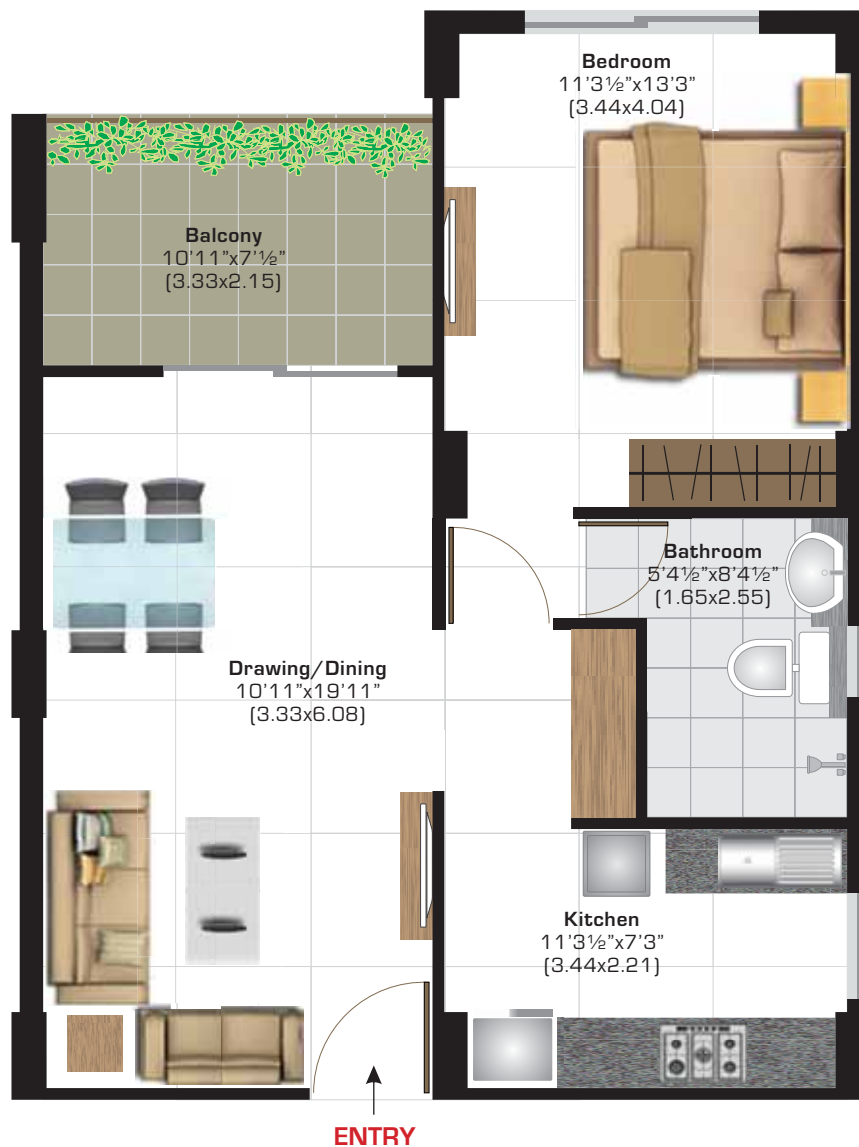 Bedroom
11’3½”x13’3”
(3.44x4.04)
Balcony
10’11”x7’½”
(3.33x2.15)
Bathroom
5’4½”x8’4½”
(1.65x2.55)
Drawing/Dining
10’11”x19’11”
(3.33x6.08)
Kitchen
11’3½”x7’3”
(3.44x2.21)
ENTRY